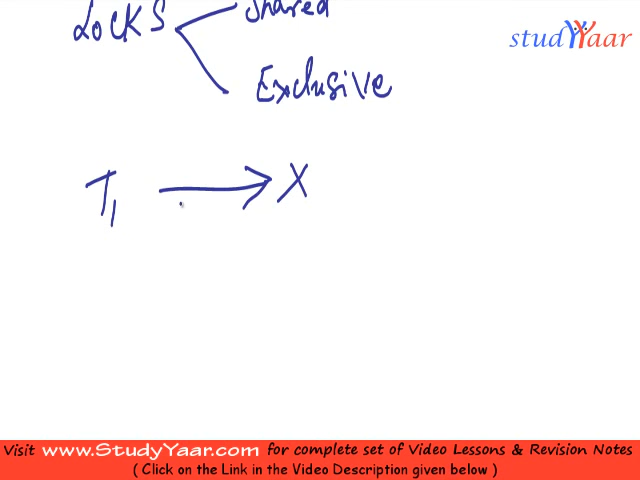 Shared
LOCKS
studYYaar
Exclusive
T1 → X
Visit www.StudyYaar.com for complete set of Video Lessons & Revision Notes
( Click on the Link in the Video Description given below )